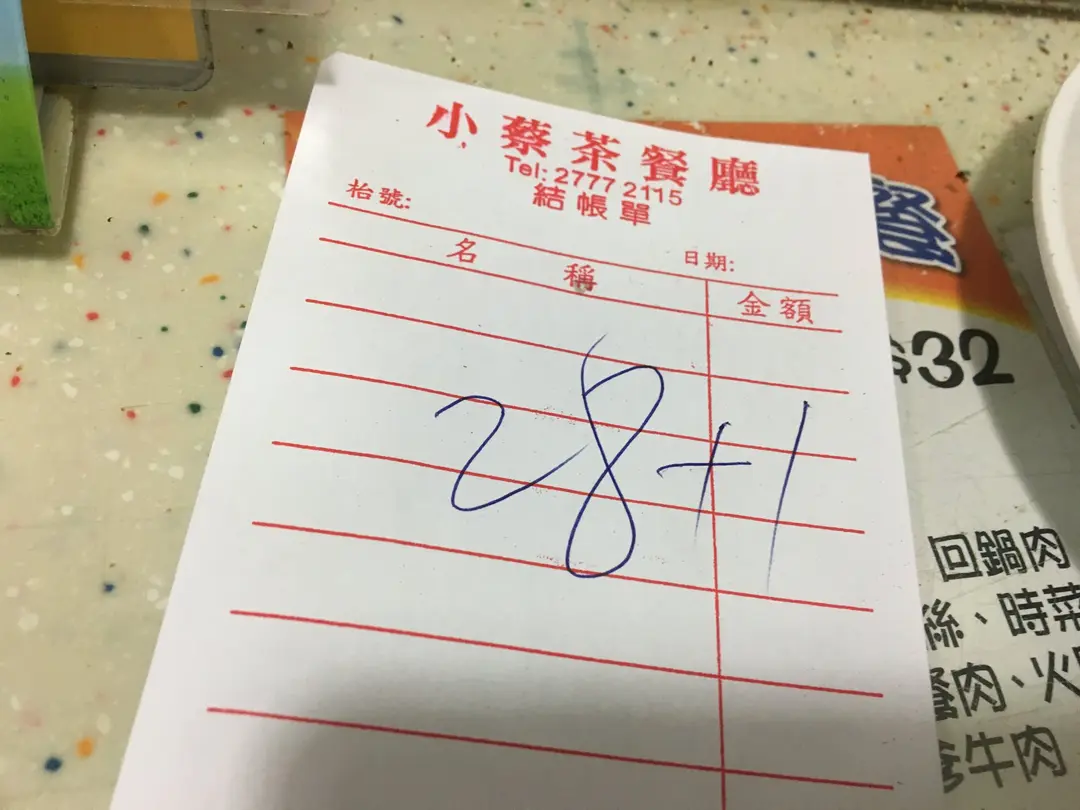 小蔡茶餐廳
Tel: 2777 2115
結帳單
枱號:
日期:
名稱 金額
28+1
餐
$32
回鍋肉
絲、時菜
肉、火
牛肉